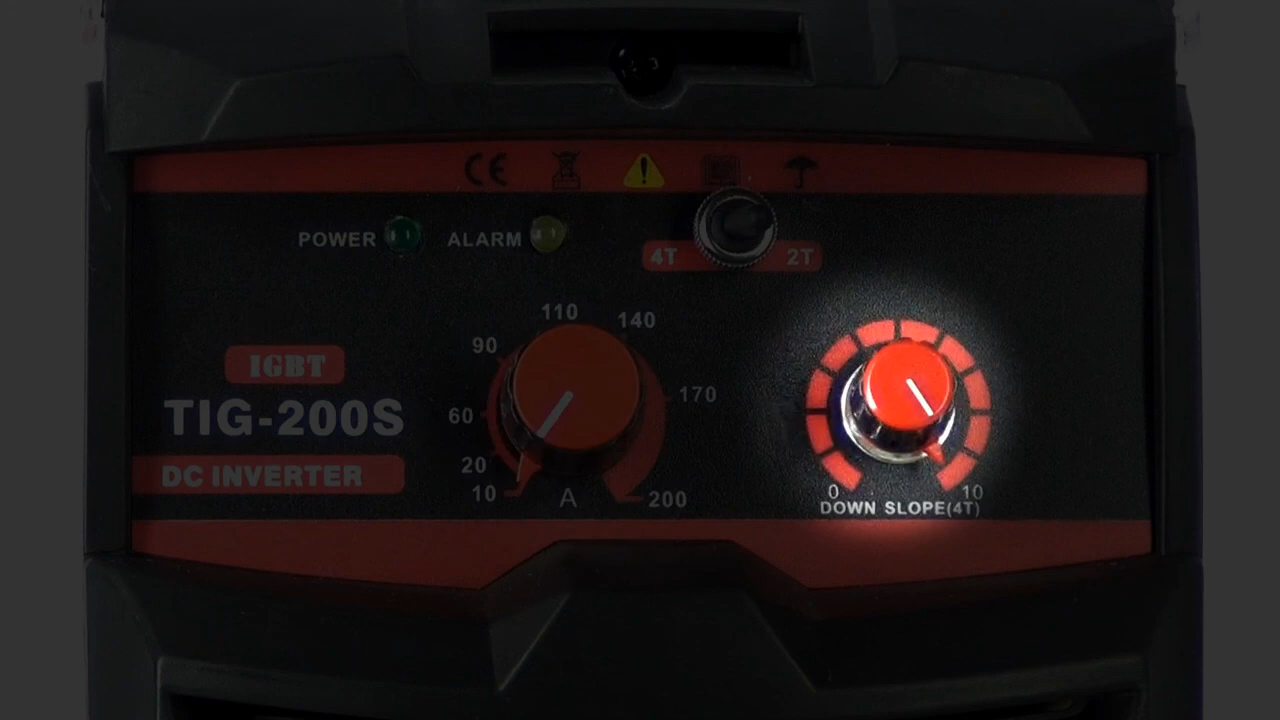 CE
POWER ALARM
4T 2T
110
90 140
IGBT
170
TIG-200S
60
20
DC INVERTER
10 A 200
0 10
DOWN SLOPE(4T)